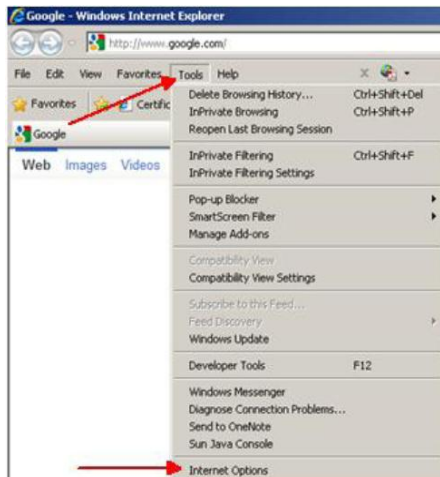 Google - Windows Internet Explorer
http://www.google.com/
File Edit View Favorites Tools Help
Favorites Certific
Google
Web Images Videos
Delete Browsing History... Ctrl+Shift+Del
InPrivate Browsing Ctrl+Shift+P
Reopen Last Browsing Session
InPrivate Filtering Ctrl+Shift+F
InPrivate Filtering Settings
Pop-up Blocker
SmartScreen Filter
Manage Add-ons
Compatibility View
Compatibility View Settings
Subscribe to this Feed...
Feed Discovery
Windows Update
Developer Tools F12
Windows Messenger
Diagnose Connection Problems...
Send to OneNote
Sun Java Console
Internet Options